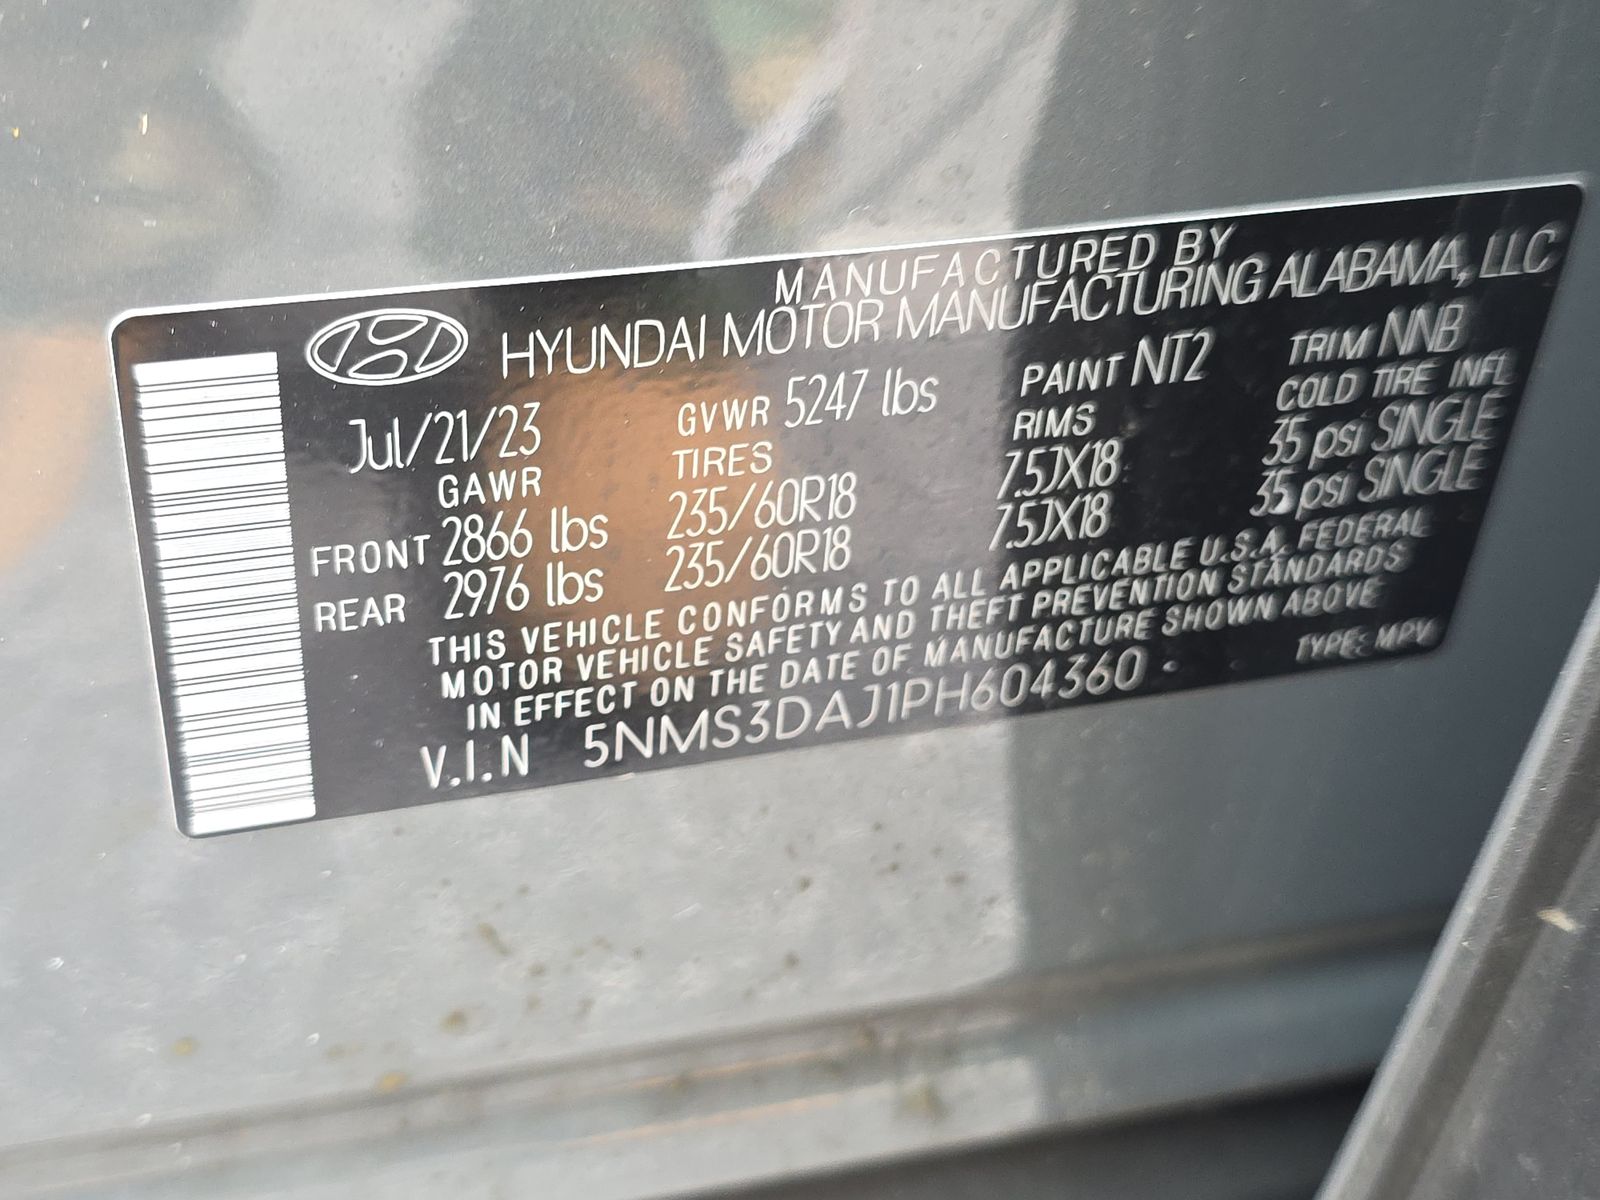 MANUFACTURED BY
HYUNDAI MOTOR MANUFACTURING ALABAMA, LLC
Jul/21/23 GVWR 5247 lbs PAINT NT2 TRIM NNB
GAWR TIRES RIMS COLD TIRE INFL
FRONT 2866 lbs 235/60R18 7.5JX18 35 psi SINGLE
REAR 2976 lbs 235/60R18 7.5JX18 35 psi SINGLE
THIS VEHICLE CONFORMS TO ALL APPLICABLE U.S.A. FEDERAL
MOTOR VEHICLE SAFETY AND THEFT PREVENTION STANDARDS
IN EFFECT ON THE DATE OF MANUFACTURE SHOWN ABOVE
V.I.N 5NMS3DAJ1PH604360 TYPE: MPV